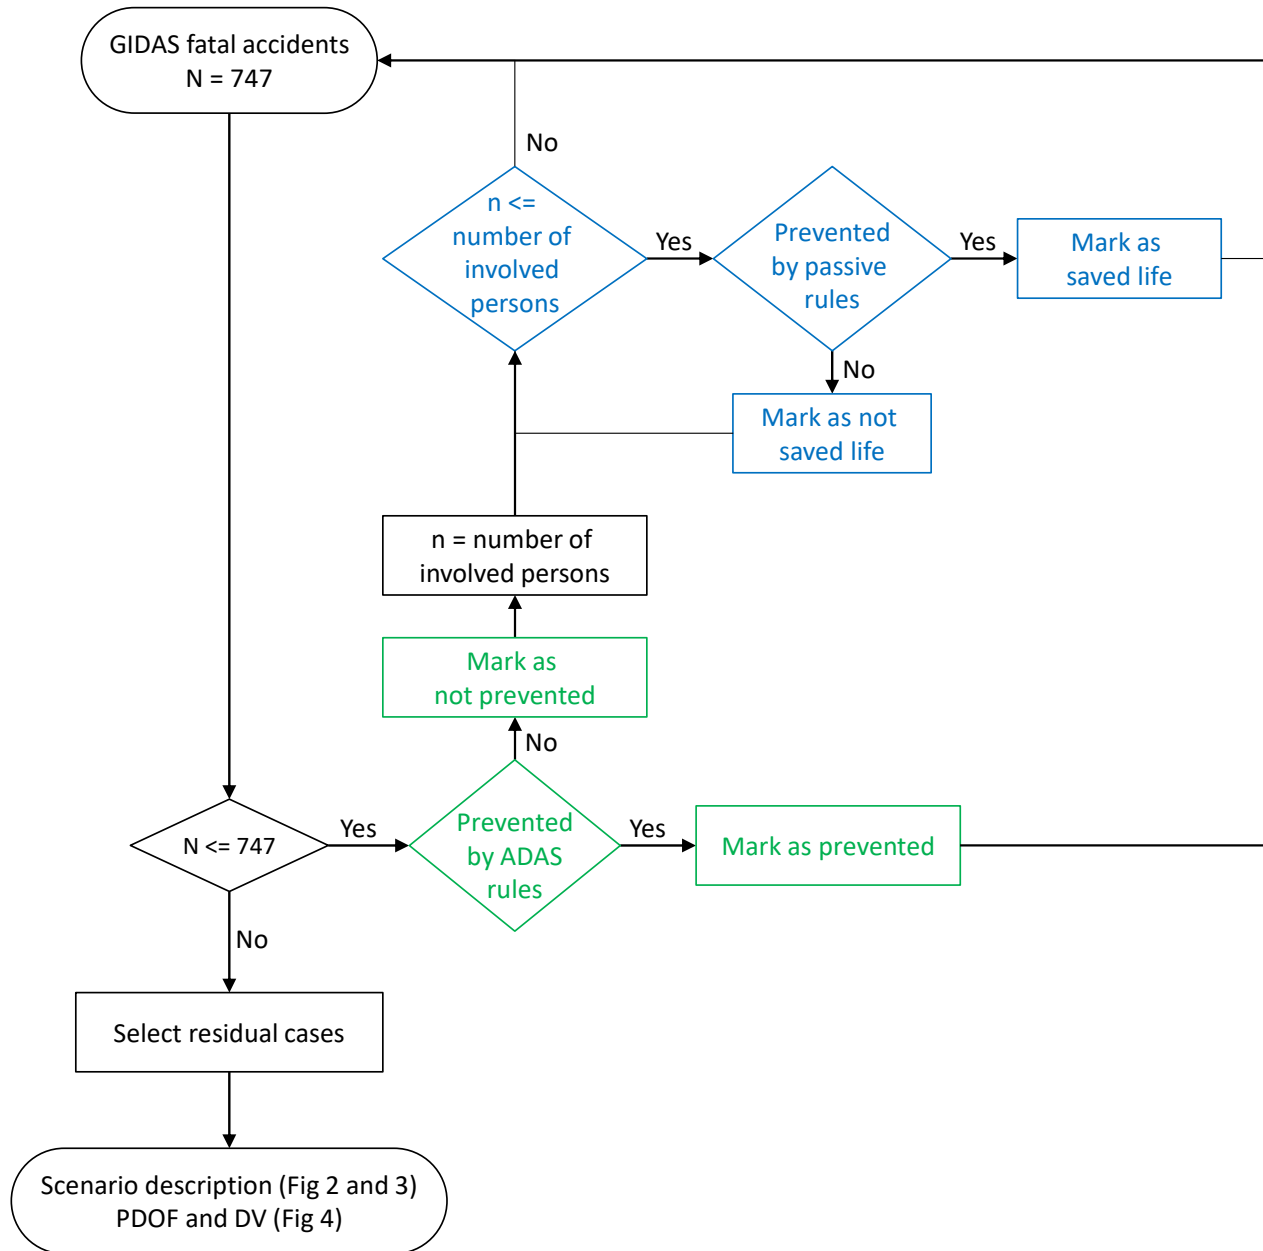 GIDAS fatal accidents
N = 747
No
n <=
number of
involved
persons
Yes
Prevented
by passive
rules
Yes
Mark as
saved life
No
Mark as not
saved life
n = number of
involved persons
Mark as
not prevented
No
N <= 747
Yes
Prevented
by ADAS
rules
Yes
Mark as prevented
No
Select residual cases
Scenario description (Fig 2 and 3)
PDOF and DV (Fig 4)